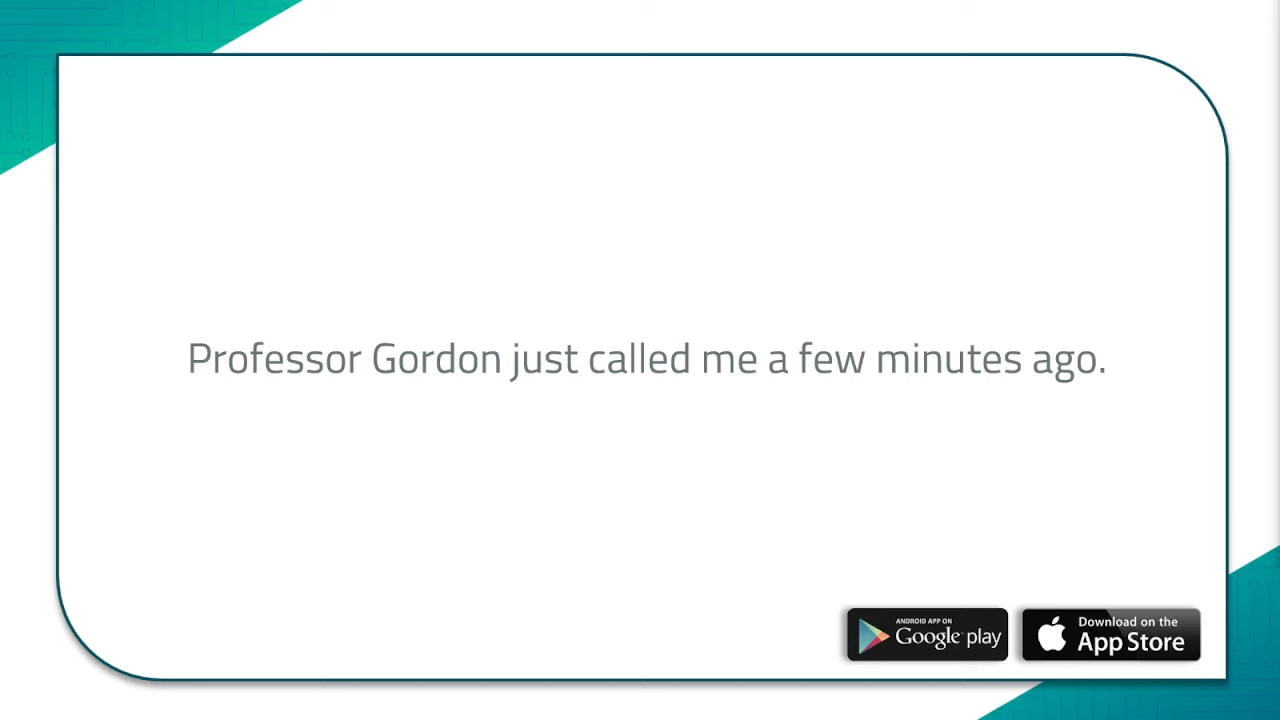 Professor Gordon just called me a few minutes ago.
ANDROID APP ON
Google play
Download on the
App Store